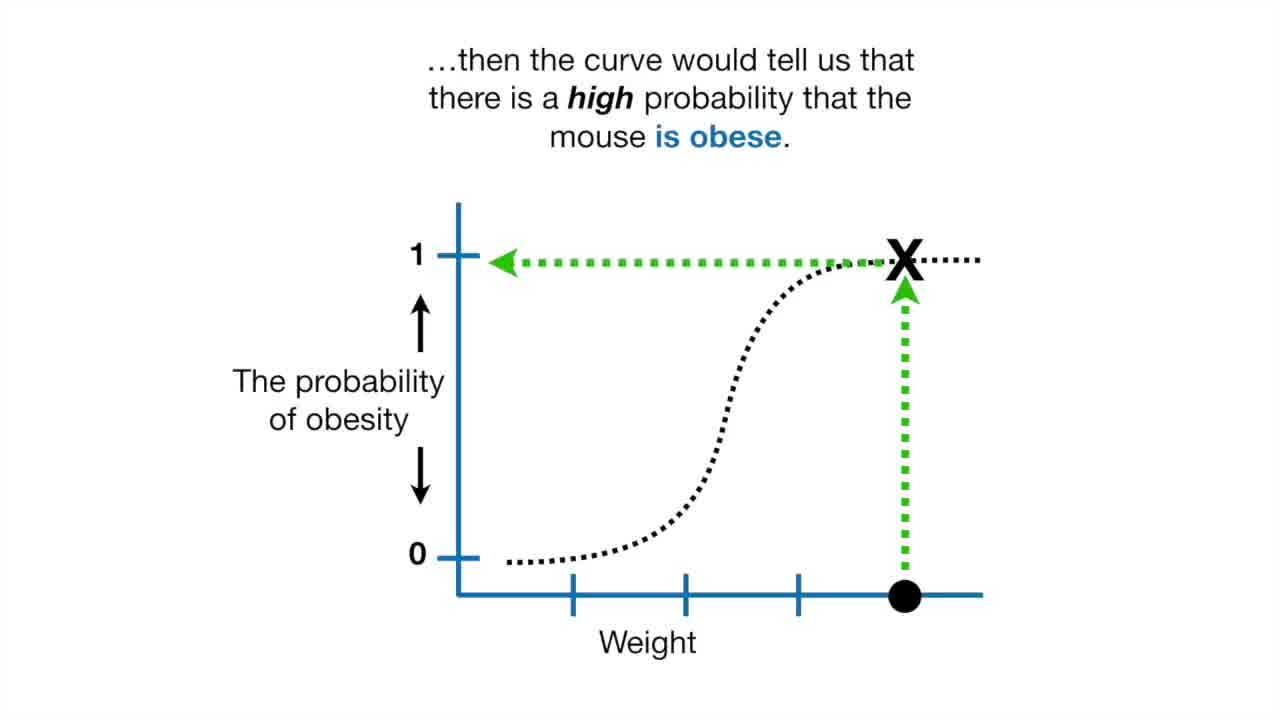 …then the curve would tell us that
there is a high probability that the
mouse is obese.
1
The probability
of obesity
0
X
Weight